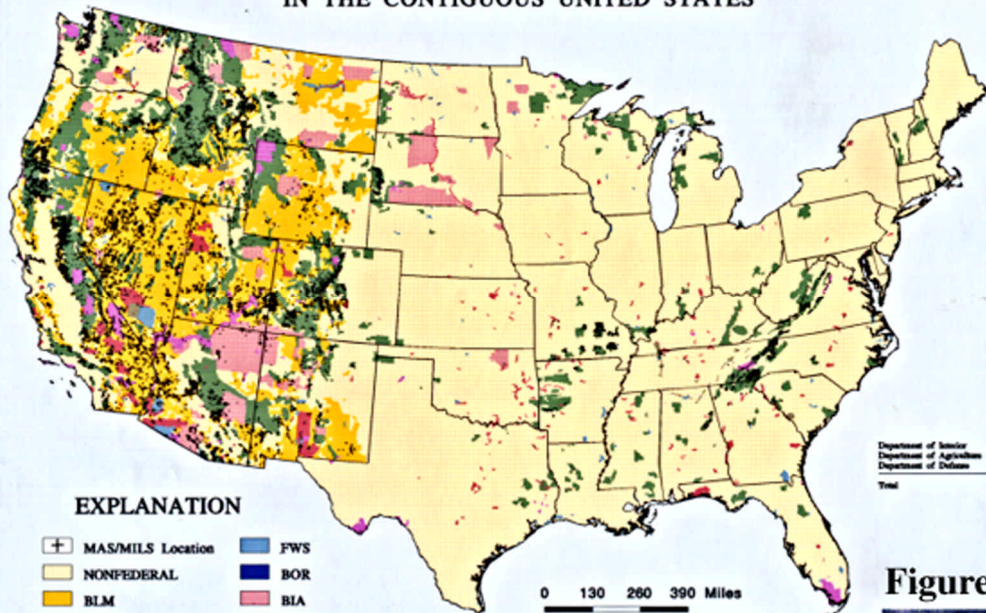 IN THE CONTIGUOUS UNITED STATES
Department of Interior
Department of Agriculture
Department of Defense
Total
EXPLANATION
+ MAS/MILS Location
NONFEDERAL
BLM
FWS
BOR
BIA
0 130 260 390 Miles
Figure